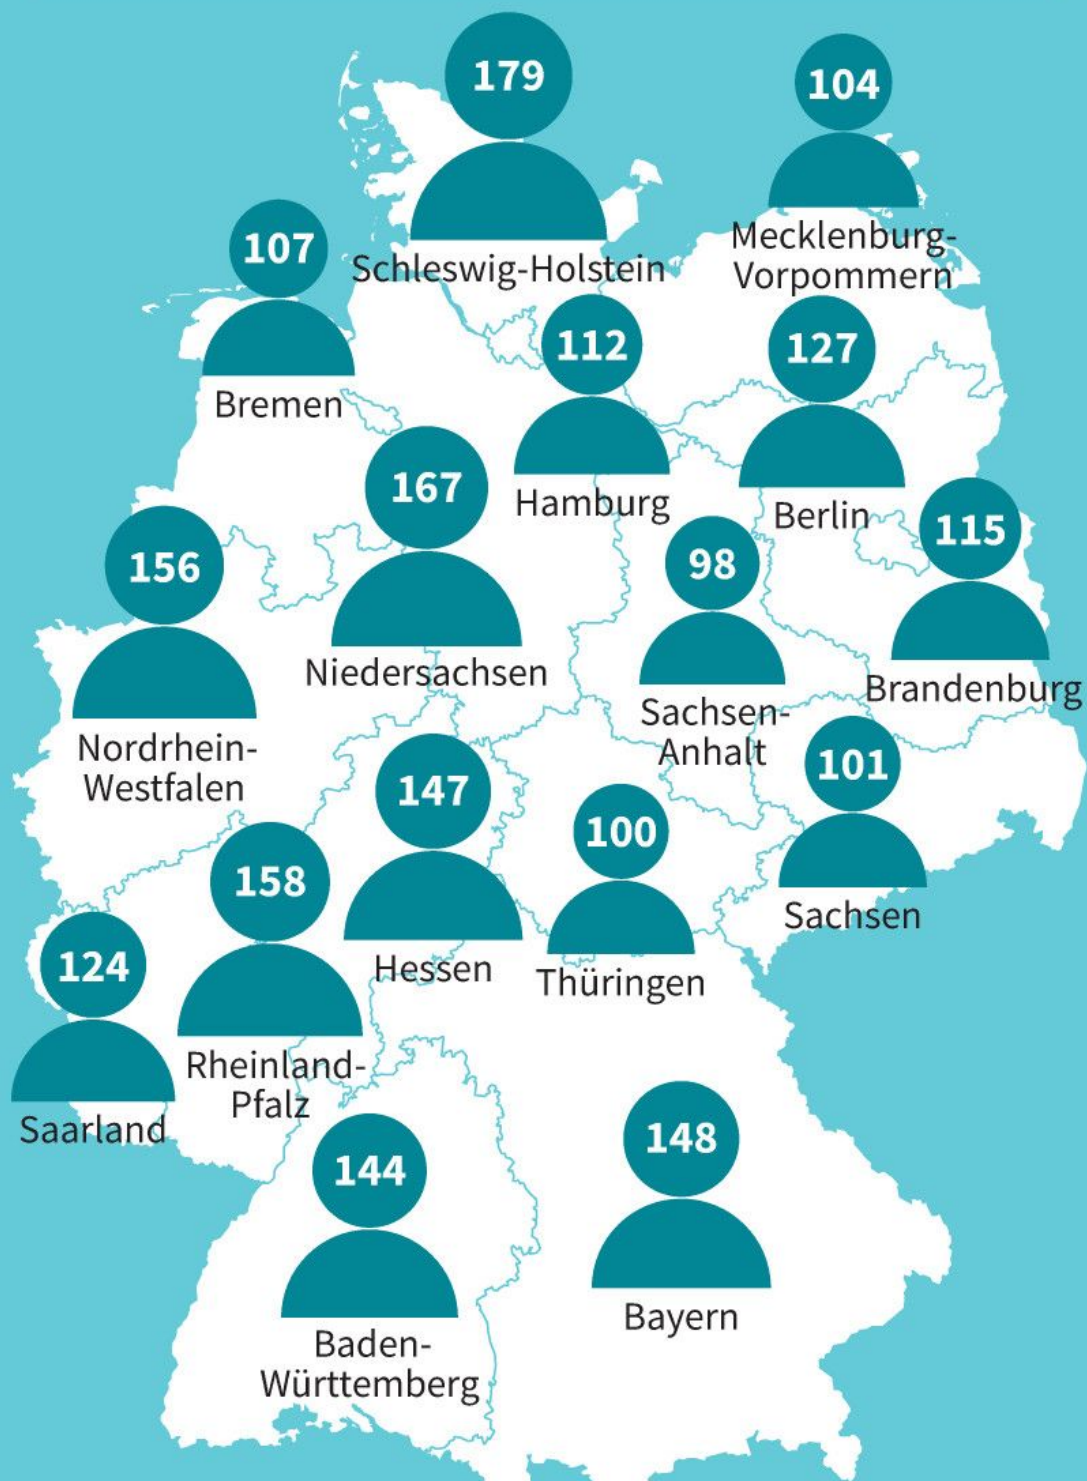 179
Schleswig-Holstein
104
Mecklenburg-
Vorpommern
107
Bremen
112
Hamburg
127
Berlin
167
Niedersachsen
156
Nordrhein-
Westfalen
98
Sachsen-
Anhalt
115
Brandenburg
147
Hessen
100
Thüringen
101
Sachsen
158
Rheinland-
Pfalz
124
Saarland
144
Baden-
Württemberg
148
Bayern